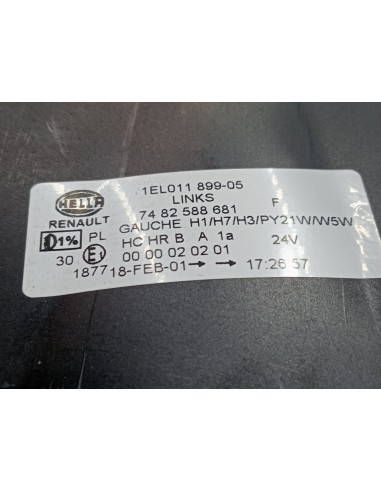 1EL011 899-05
HELLA LINKS F
RENAULT 74 82 588 681
GAUCHE H1/H7/H3/PY21W/W5W
1% PL HC HR B A 1a 24V
30 E1 00 00 02 02 01
1877 18-FEB-01→ → 17:26:57